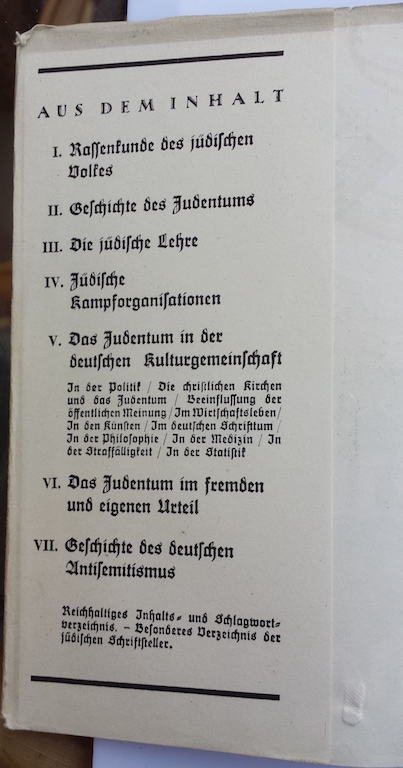 AUS DEM INHALT
I. Rassenkunde des jüdischen
Volkes
II. Geschichte des Judentums
III. Die jüdische Lehre
IV. Jüdische
Kampforganisationen
V. Das Judentum in der
deutschen Kulturgemeinschaft
In der Politik / Die christlichen Kirchen
und das Judentum / Beeinflussung der
öffentlichen Meinung / Im Wirtschaftsleben /
In den Künsten / Im deutschen Schrifttum /
In der Philosophie / In der Medizin / In
der Straffälligkeit / In der Statistik
VI. Das Judentum im fremden
und eigenen Urteil
VII. Geschichte des deutschen
Antisemitismus
Reichhaltiges Inhalts- und Schlagwort-
verzeichnis. – Besonderes Verzeichnis der
jüdischen Schriftsteller.